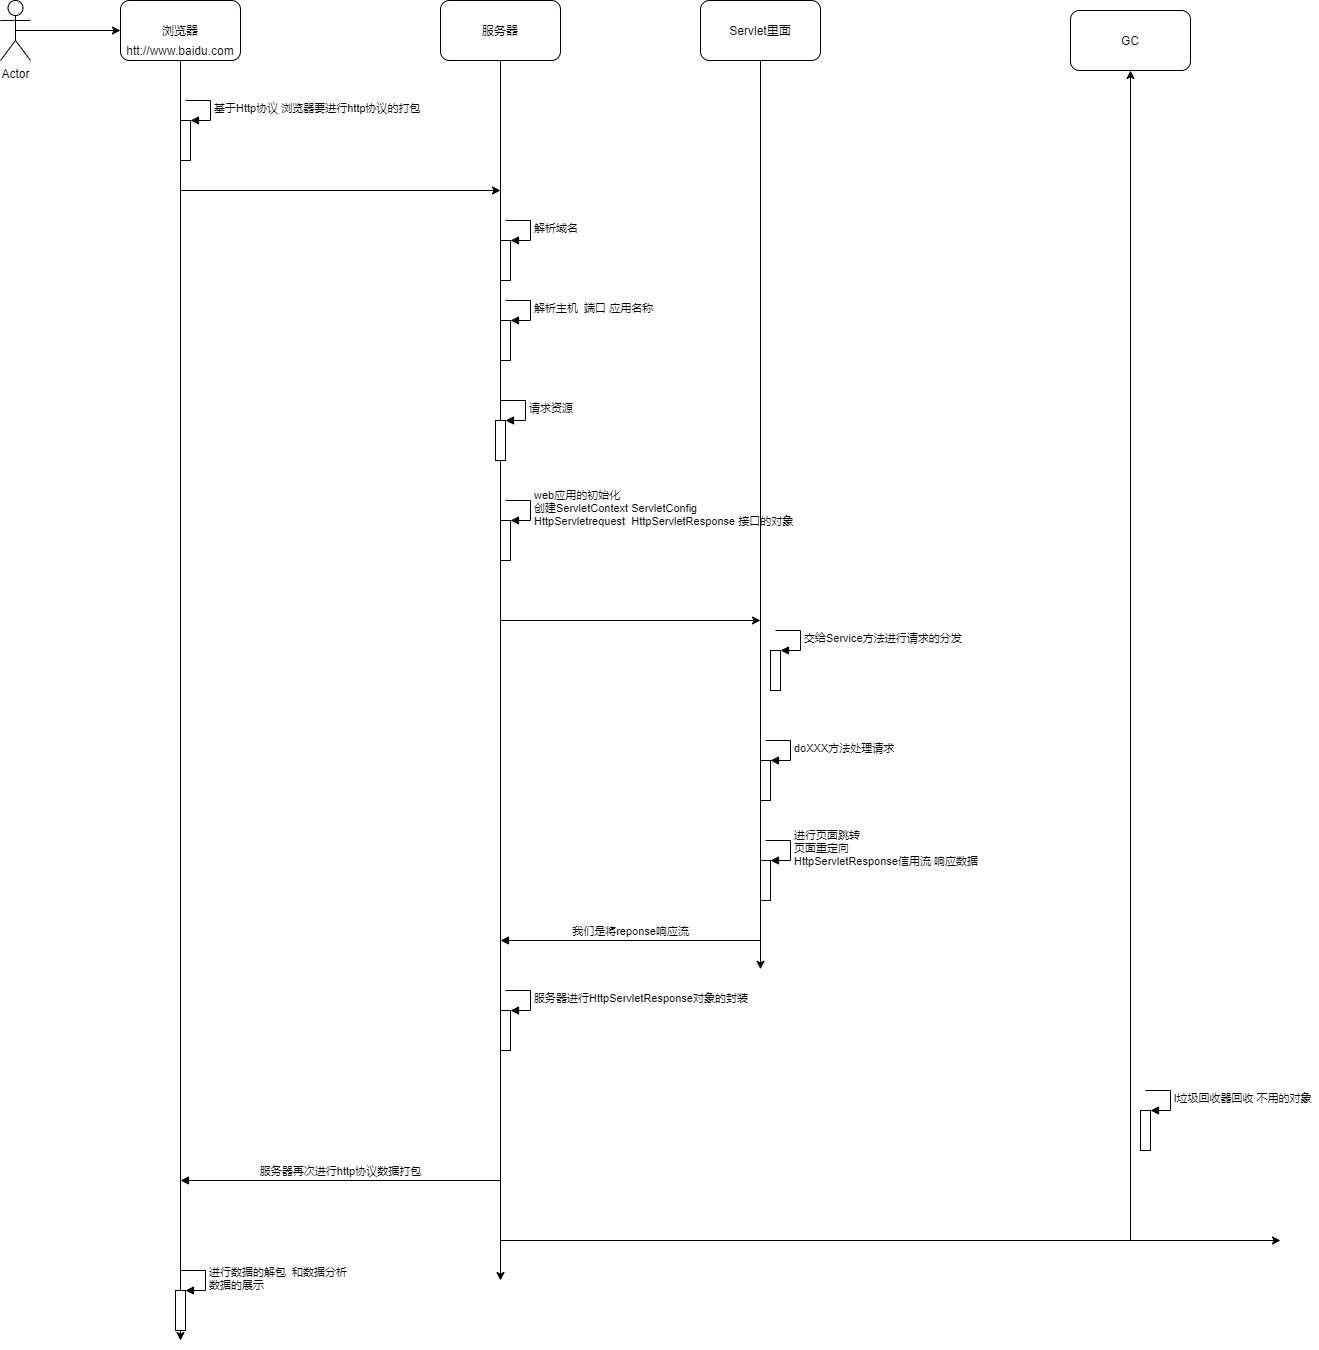 Actor
浏览器
htt://www.baidu.com
服务器
Servlet里面
GC
基于Http协议 浏览器要进行http协议的打包
解析域名
解析主机  端口 应用名称
请求资源
web应用的初始化
创建ServletContext ServletConfig
HttpServletrequest  HttpServletResponse 接口的对象
交给Service方法进行请求的分发
doXXX方法处理请求
进行页面跳转
页面重定向
HttpServletResponse信用流 响应数据
我们是将reponse响应流
服务器进行HttpServletResponse对象的封装
l垃圾回收器回收 不用的对象
服务器再次进行http协议数据打包
进行数据的解包  和数据分析
数据的展示